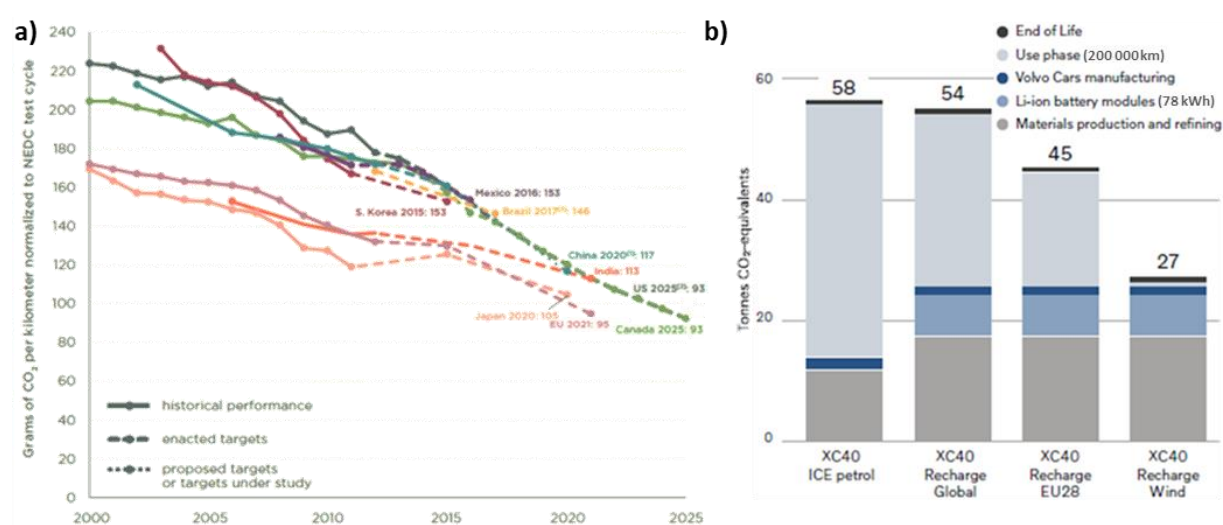 a)
Grams of CO₂ per kilometer normalized to NEDC test cycle
240
220
200
180
160
140
120
100
80
60
40
20
0
Mexico 2016: 153
S. Korea 2015: 153
Brazil 2017⁽²⁾: 146
China 2020⁽¹⁾: 117
India: 113
US 2025⁽²⁾: 93
Japan 2020: 105
EU 2021: 95
Canada 2025: 93
historical performance
enacted targets
proposed targets
or targets under study
2000
2005
2010
2015
2020
2025
b)
End of Life
Use phase (200 000 km)
Volvo Cars manufacturing
Li-ion battery modules (78 kWh)
Materials production and refining
Tonnes CO₂-equivalents
60
40
20
0
58
54
45
27
XC40
ICE petrol
XC40
Recharge
Global
XC40
Recharge
EU28
XC40
Recharge
Wind